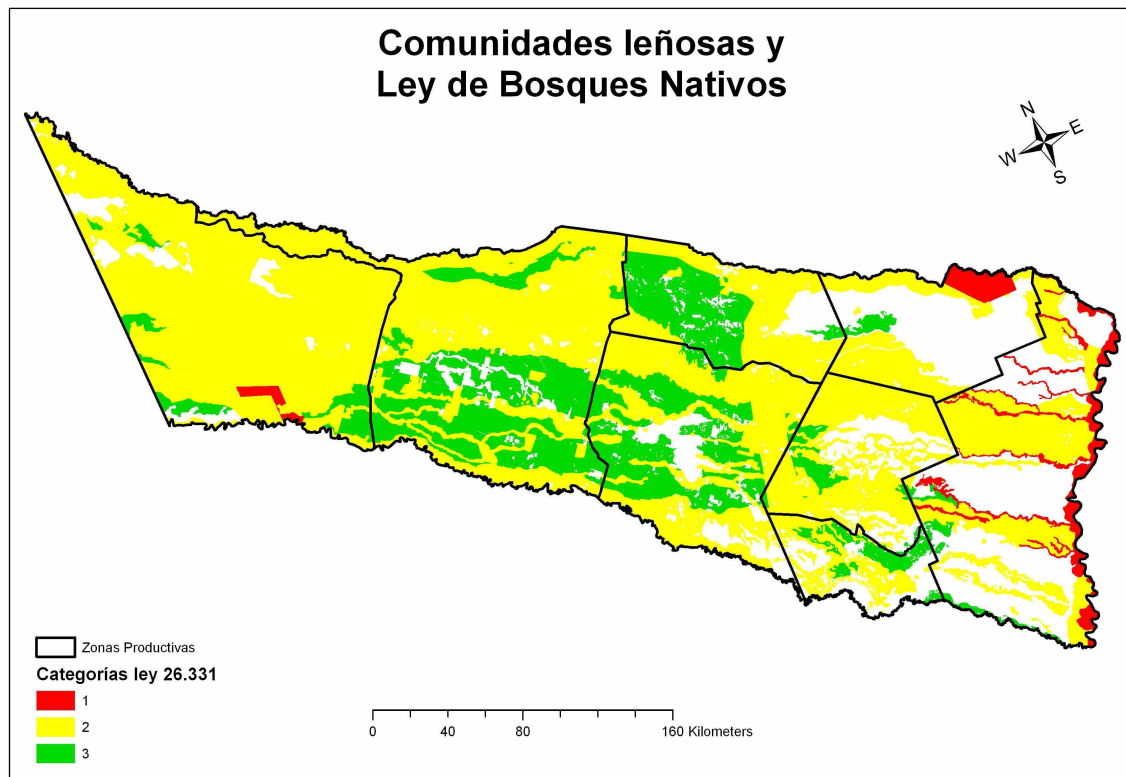 Comunidades leñosas y
Ley de Bosques Nativos
N
E
W
S
Zonas Productivas
Categorías ley 26.331
1
2
3
0 40 80 160 Kilometers